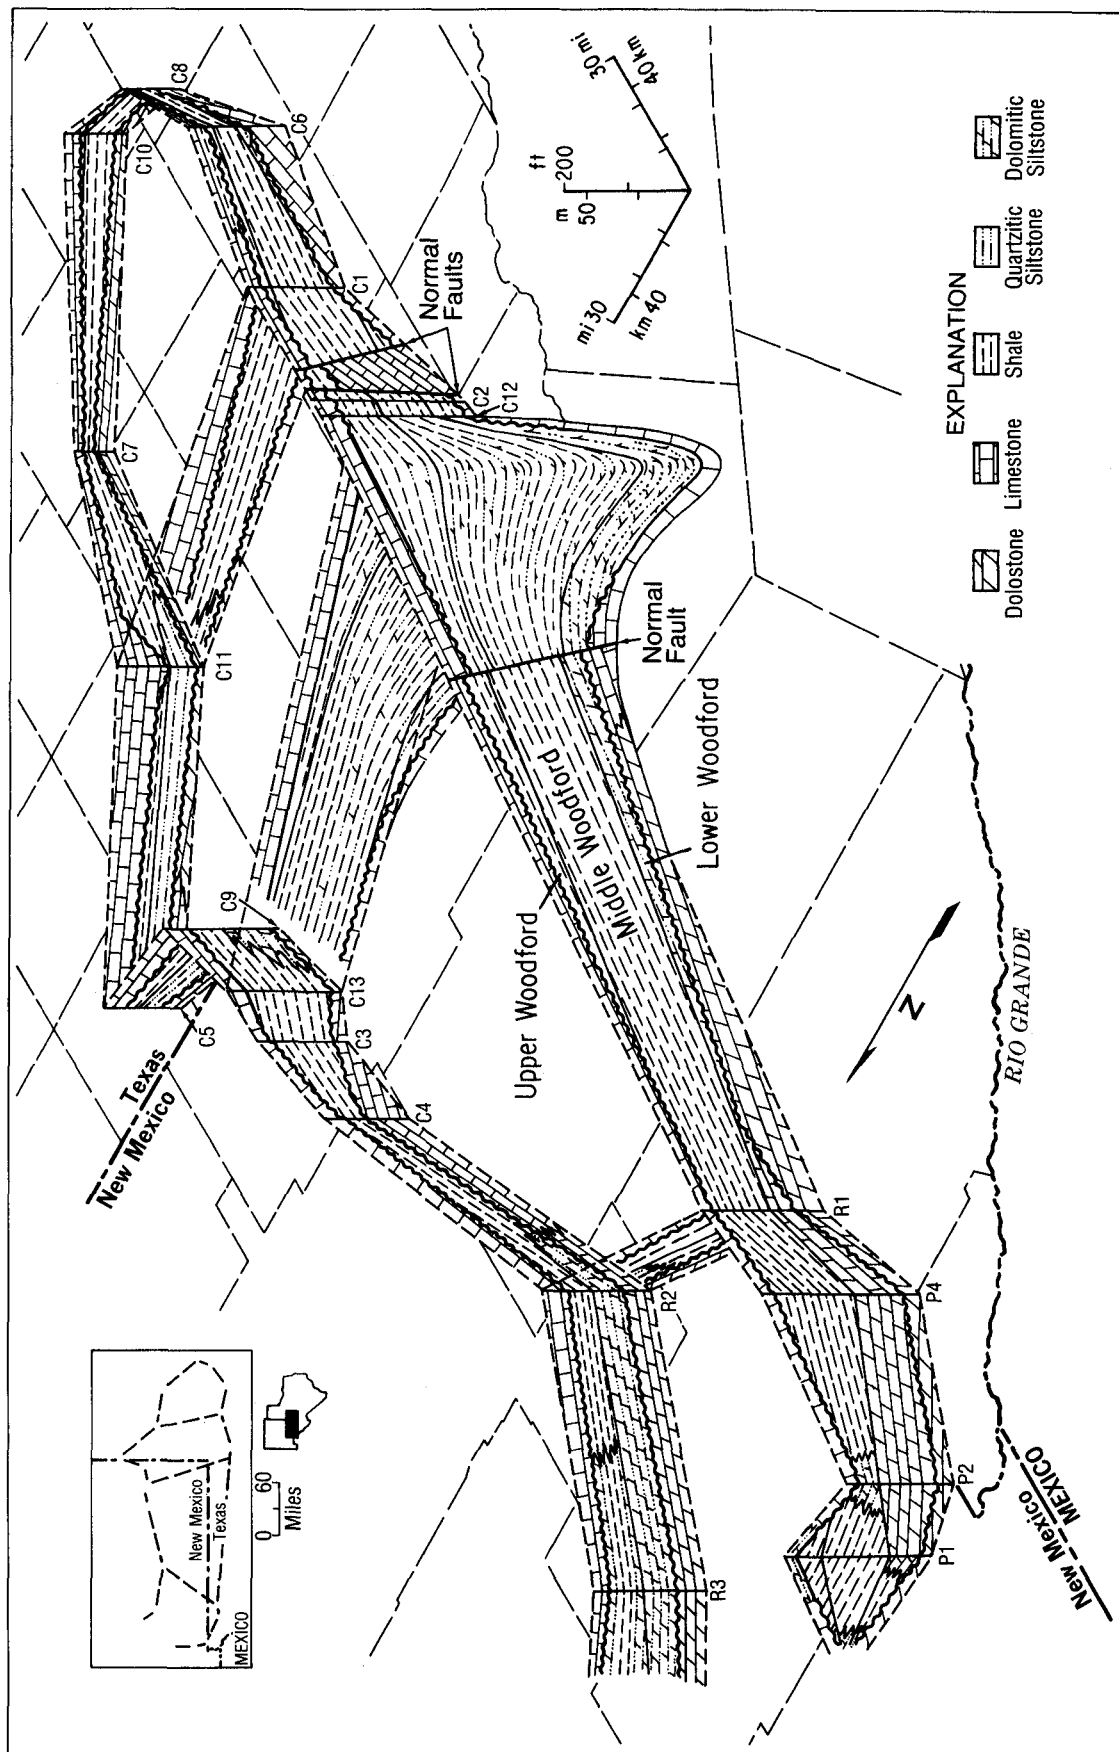 C8
C10
C6
C7
C1
Normal
Faults
C2
C12
C11
ft
200
m
50
30 mi
40 km
mi 30
km 40
Normal
Fault
C9
C5
C13
C3
C4
Texas
New Mexico
Upper Woodford
Middle Woodford
Lower Woodford
N
RIO GRANDE
R1
R2
P4
P2
P1
R3
New Mexico
MEXICO
New Mexico
Texas
MEXICO
0 60
Miles
EXPLANATION
Dolostone
Limestone
Shale
Quartzitic
Siltstone
Dolomitic
Siltstone